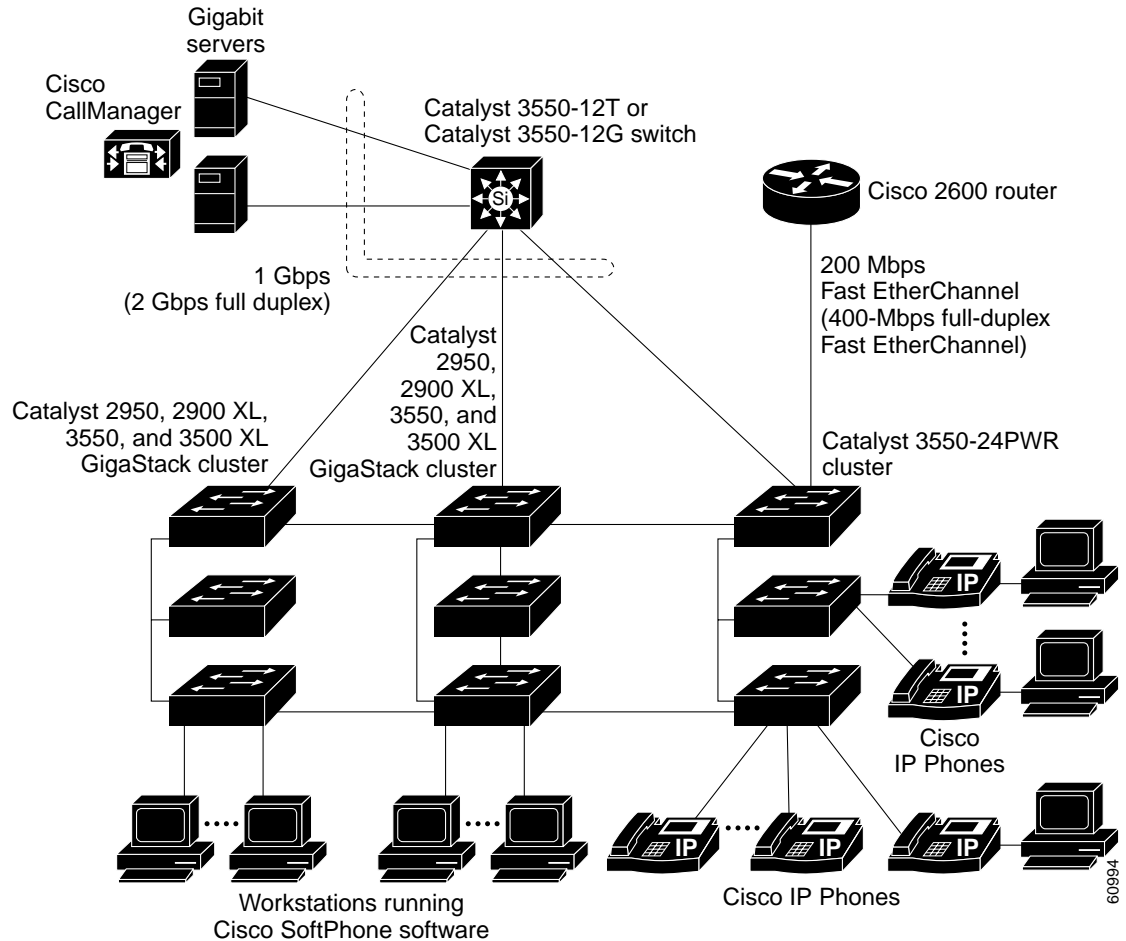 Gigabit
servers
Cisco
CallManager
Catalyst 3550-12T or
Catalyst 3550-12G switch
Si
Cisco 2600 router
1 Gbps
(2 Gbps full duplex)
200 Mbps
Fast EtherChannel
(400-Mbps full-duplex
Fast EtherChannel)
Catalyst
2950,
2900 XL,
3550, and
3500 XL
GigaStack cluster
Catalyst 2950, 2900 XL,
3550, and 3500 XL
GigaStack cluster
Catalyst 3550-24PWR
cluster
IP
IP
Cisco
IP Phones
IP
IP
IP
Cisco IP Phones
Workstations running
Cisco SoftPhone software
60994